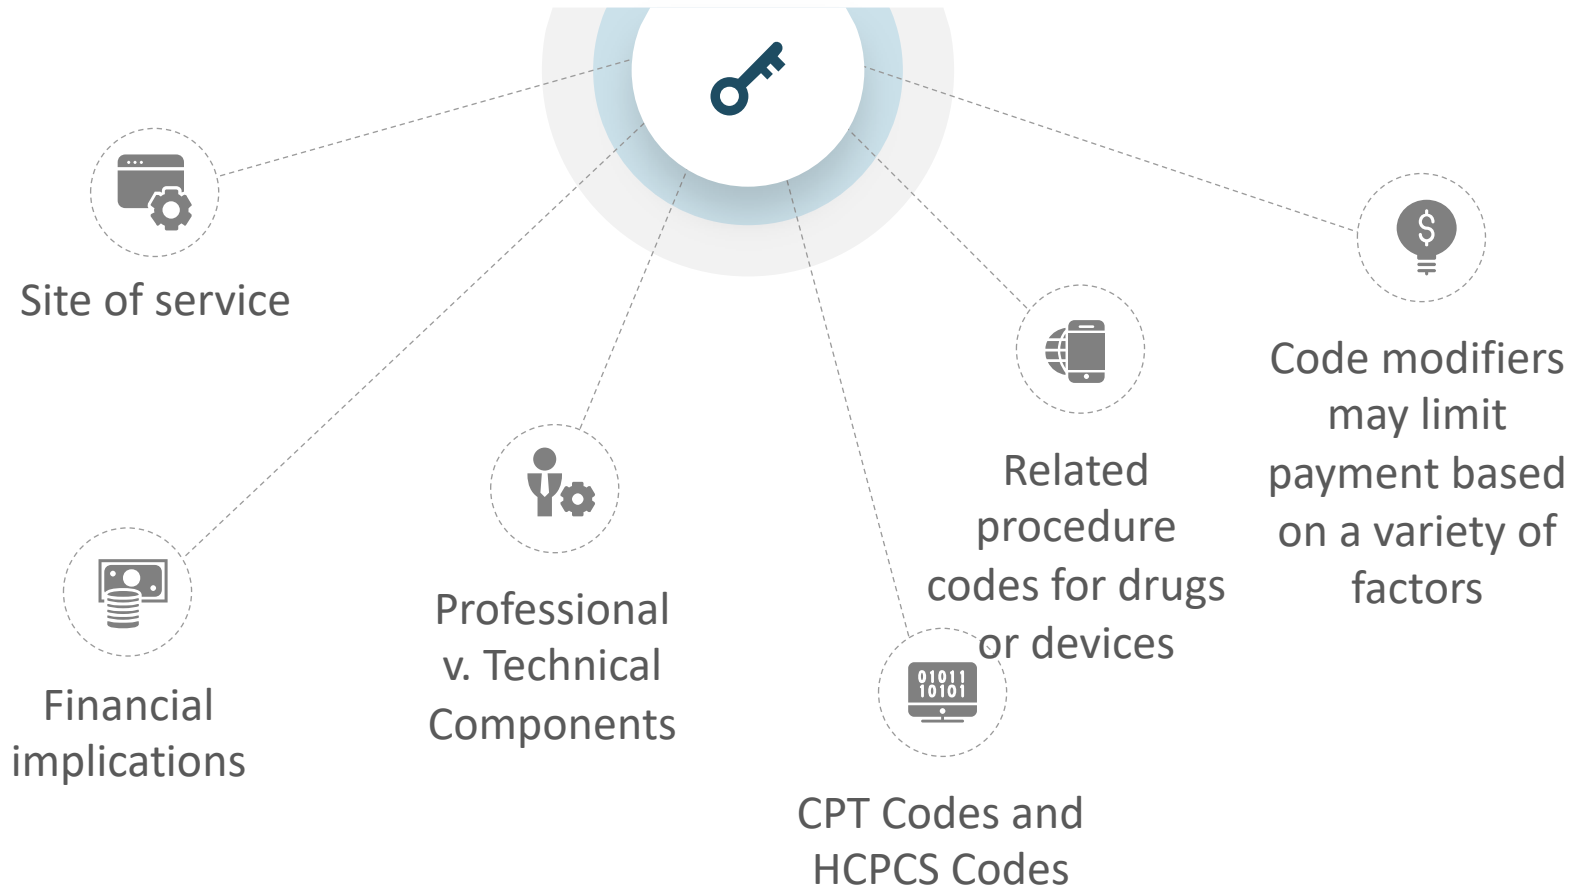 Site of service
Financial
implications
Professional
v. Technical
Components
01011
10101
CPT Codes and
HCPCS Codes
Related
procedure
codes for drugs
or devices
$
Code modifiers
may limit
payment based
on a variety of
factors